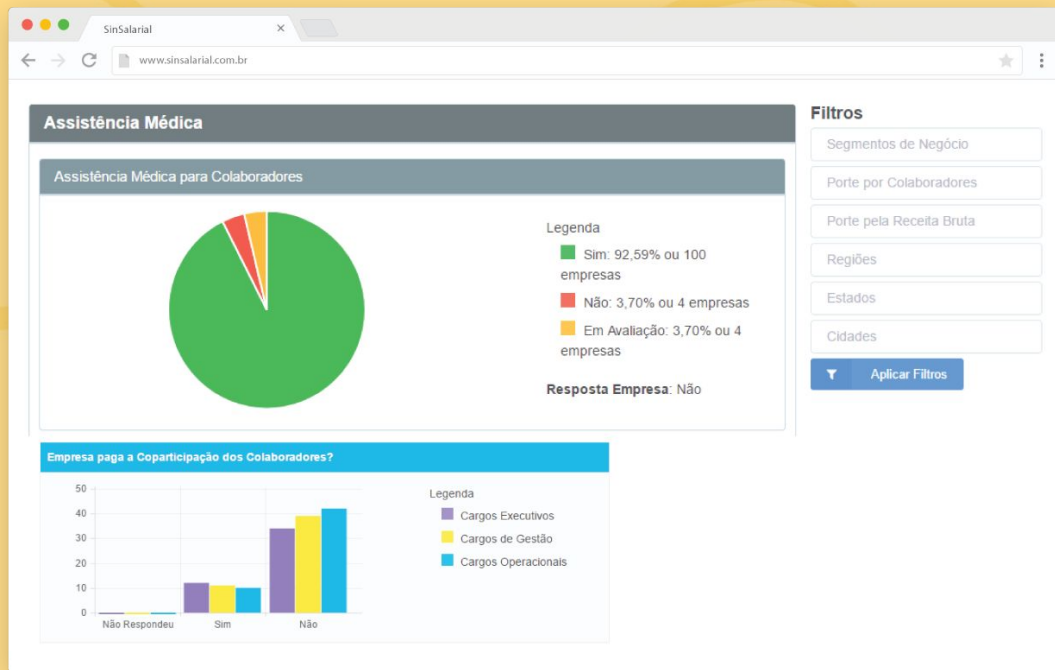 SinSalarial
www.sinsalarial.com.br
Assistência Médica
Assistência Médica para Colaboradores
Legenda
Sim: 92,59% ou 100
empresas
Não: 3,70% ou 4 empresas
Em Avaliação: 3,70% ou 4
empresas
Resposta Empresa: Não
Filtros
Segmentos de Negócio
Porte por Colaboradores
Porte pela Receita Bruta
Regiões
Estados
Cidades
Aplicar Filtros
Empresa paga a Coparticipação dos Colaboradores?
50
40
30
20
10
0
Não Respondeu
Sim
Não
Legenda
Cargos Executivos
Cargos de Gestão
Cargos Operacionais